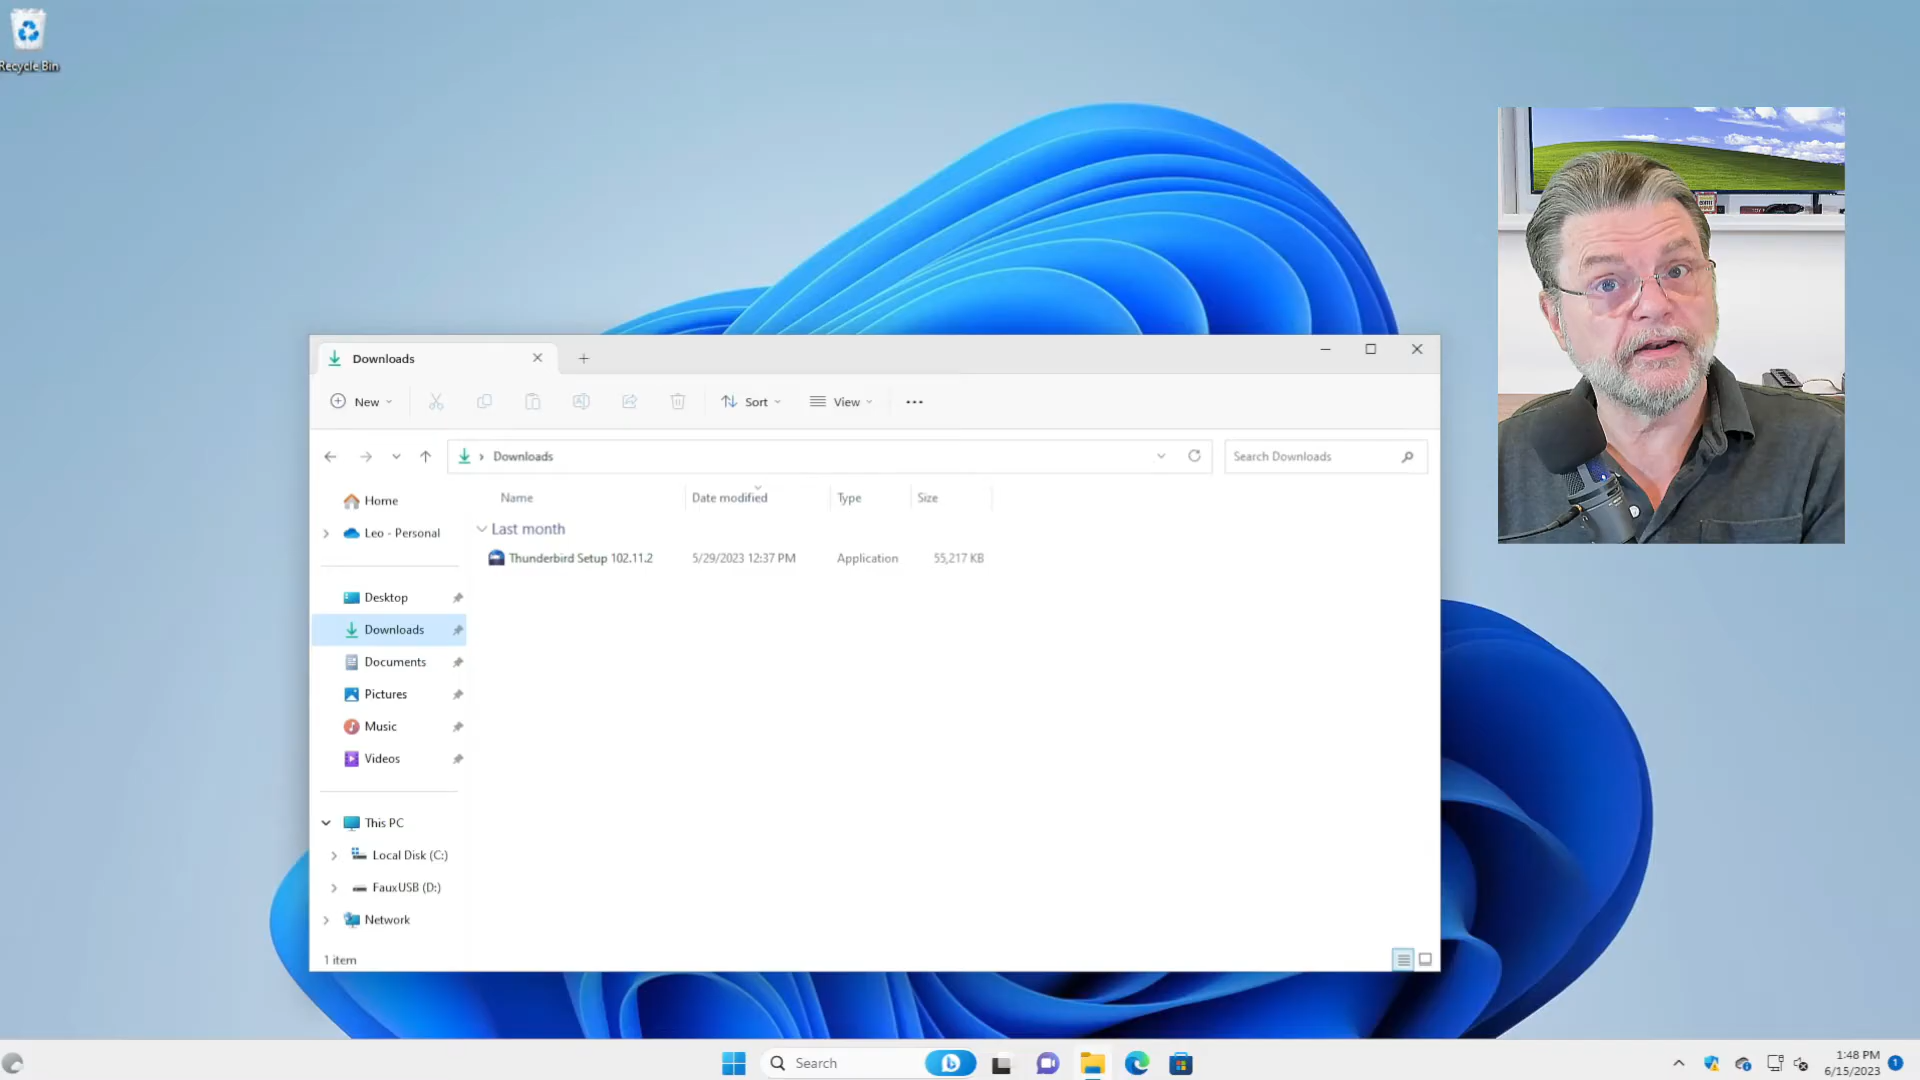 Recycle Bin
Downloads
New
Sort
View
Downloads
Search Downloads
Name Date modified Type Size
Last month
Thunderbird Setup 102.11.2 5/29/2023 12:37 PM Application 55,217 KB
Home
Leo - Personal
Desktop
Downloads
Documents
Pictures
Music
Videos
This PC
Local Disk (C:)
FauxUSB (D:)
Network
1 item
Search
1:48 PM
6/15/2023
1